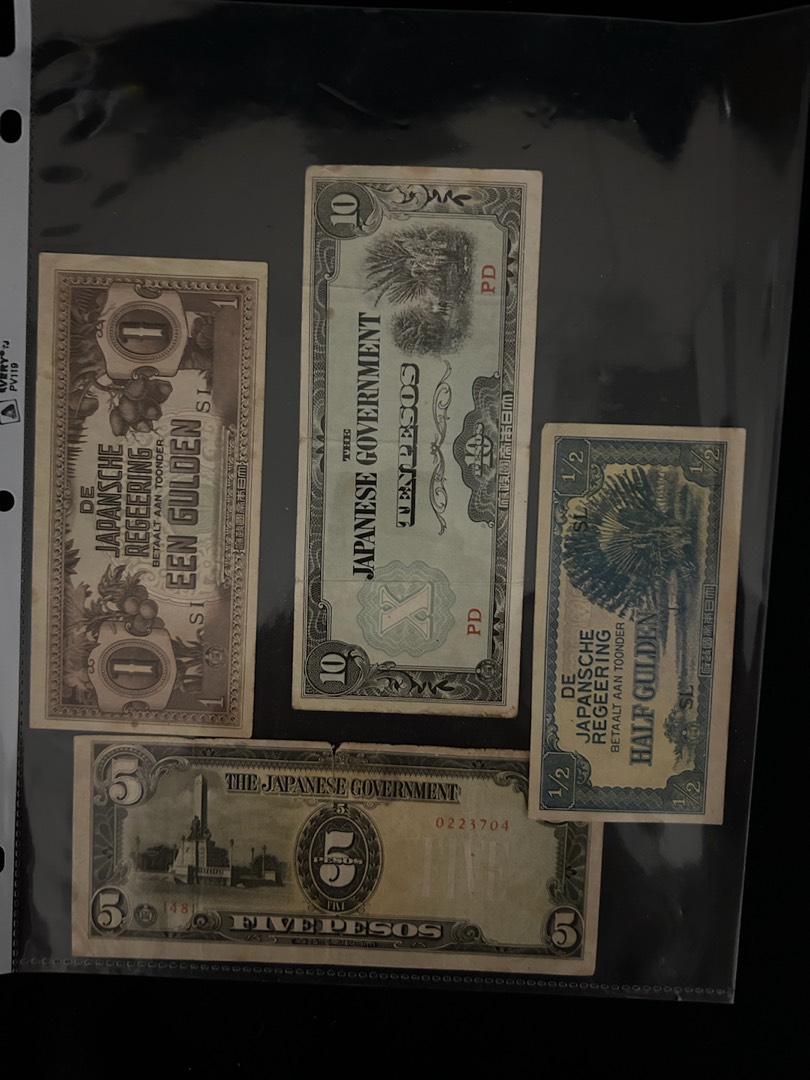 AVERY®
PV119
1
1
DE
JAPANSCHE
REGEERING
BETAALT AAN TOONDER
EEN GULDEN
SI
SI
1
1
10
THE
JAPANESE GOVERNMENT
TEN PESOS
10
PESOS
PD
PD
X
10
1/2
1/2
SL
DE
JAPANSCHE
REGEERING
BETAALT AAN TOONDER
HALF GULDEN
SL
1/2
1/2
5
THE JAPANESE GOVERNMENT
5
PESOS
0223704
FIVE
{48}
5
FIVE PESOS
5